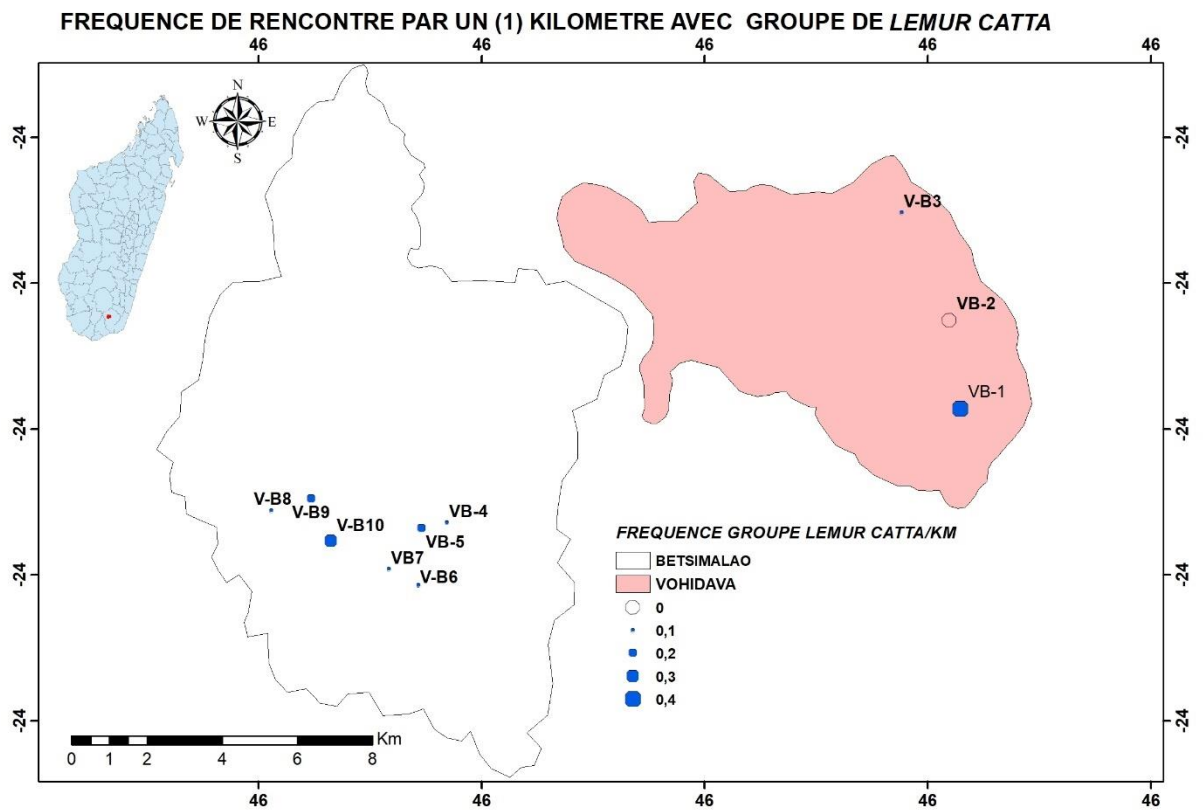 FREQUENCE DE RENCONTRE PAR UN (1) KILOMETRE AVEC GROUPE DE LEMUR CATTA
46 46 46 46 46
N
W E
S
-24 -24
V-B3
-24 -24
VB-2
VB-1
-24 -24
V-B8
V-B9
V-B10
VB-4
VB-5
VB7
V-B6
-24 -24
FREQUENCE GROUPE LEMUR CATTA/KM
BETSIMALAO
VOHIDAVA
0
0,1
0,2
0,3
0,4
-24 -24
Km
0 1 2 4 6 8
46 46 46 46 46